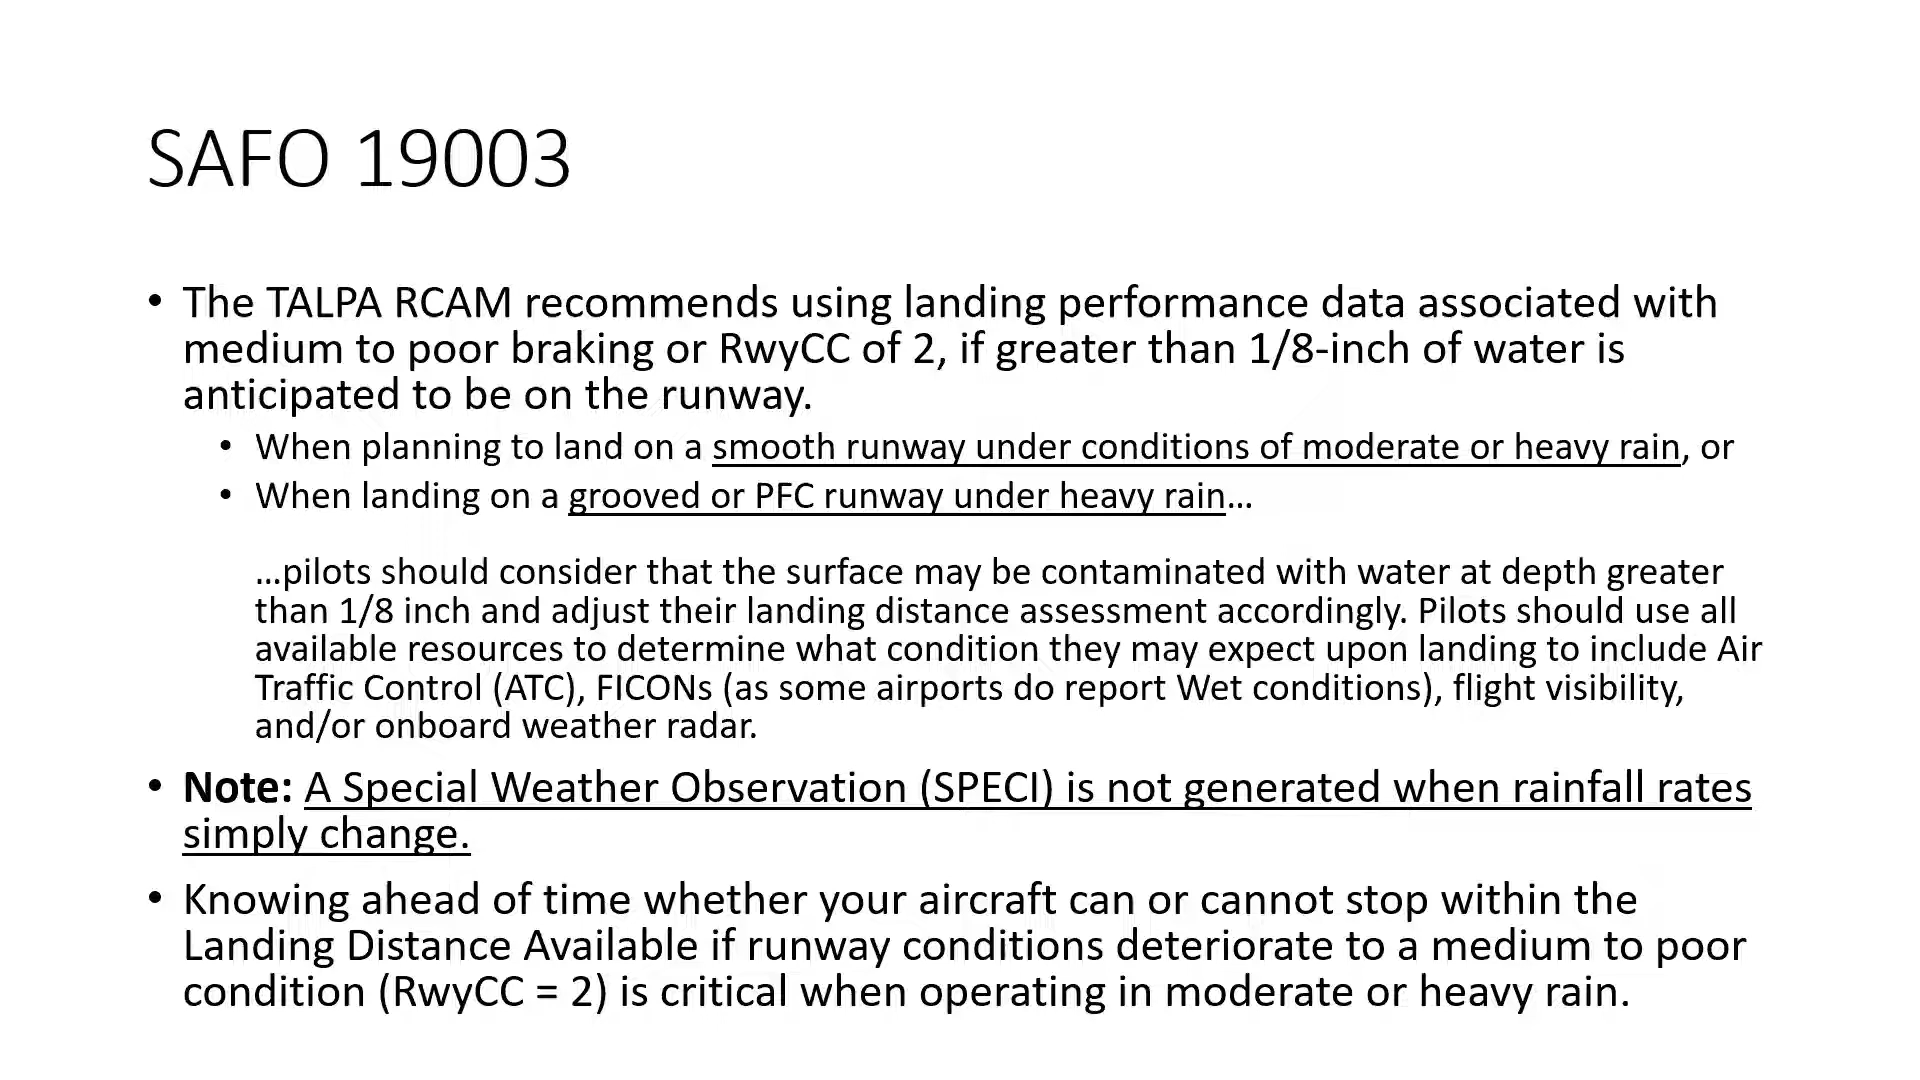 SAFO 19003
• The TALPA RCAM recommends using landing performance data associated with
medium to poor braking or RwyCC of 2, if greater than 1/8-inch of water is
anticipated to be on the runway.
• When planning to land on a smooth runway under conditions of moderate or heavy rain, or
• When landing on a grooved or PFC runway under heavy rain…
…pilots should consider that the surface may be contaminated with water at depth greater
than 1/8 inch and adjust their landing distance assessment accordingly. Pilots should use all
available resources to determine what condition they may expect upon landing to include Air
Traffic Control (ATC), FICONs (as some airports do report Wet conditions), flight visibility,
and/or onboard weather radar.
• Note: A Special Weather Observation (SPECI) is not generated when rainfall rates
simply change.
• Knowing ahead of time whether your aircraft can or cannot stop within the
Landing Distance Available if runway conditions deteriorate to a medium to poor
condition (RwyCC = 2) is critical when operating in moderate or heavy rain.